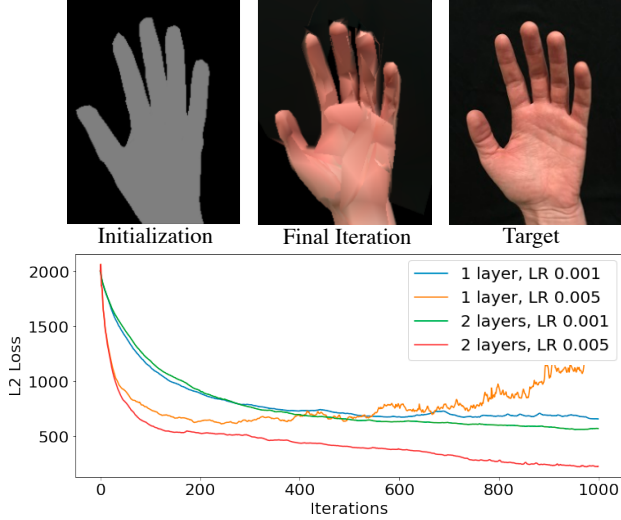 Initialization
Final Iteration
Target
L2 Loss
2000
1500
1000
500
1 layer, LR 0.001
1 layer, LR 0.005
2 layers, LR 0.001
2 layers, LR 0.005
0
200
400
600
800
1000
Iterations